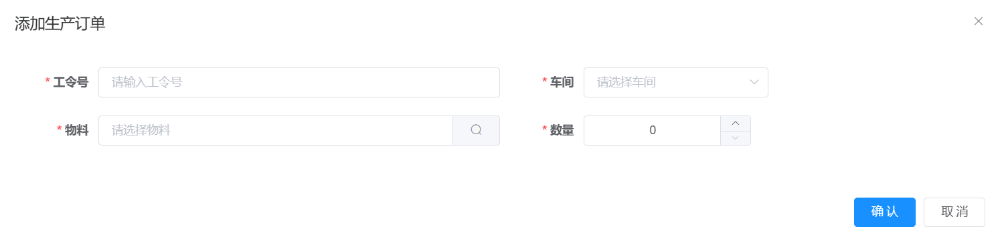 添加生产订单
* 工令号 请输入工令号 * 车间 请选择车间
* 物料 请选择物料 * 数量 0
确认 取消